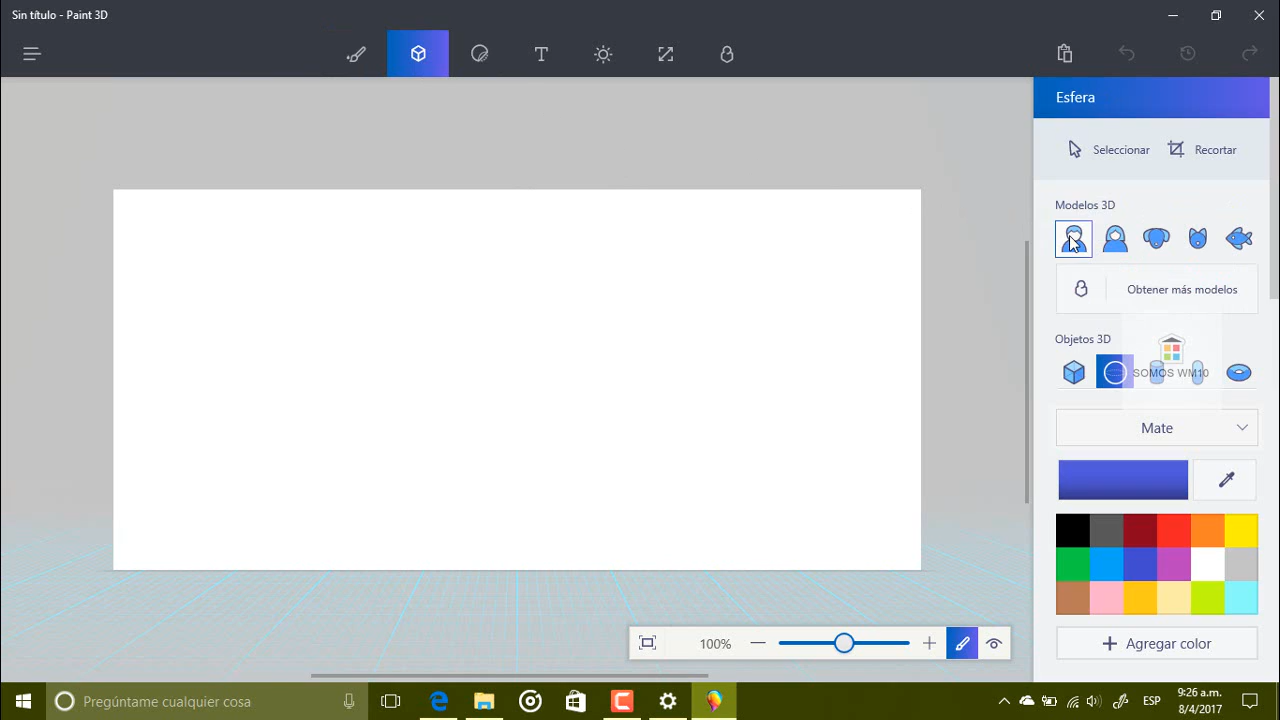 Sin título - Paint 3D
Esfera
Seleccionar
Recortar
Modelos 3D
Obtener más modelos
Objetos 3D
SOMOS WM10
Mate
Agregar color
100%
Pregúntame cualquier cosa
ESP
9:26 a.m.
8/4/2017